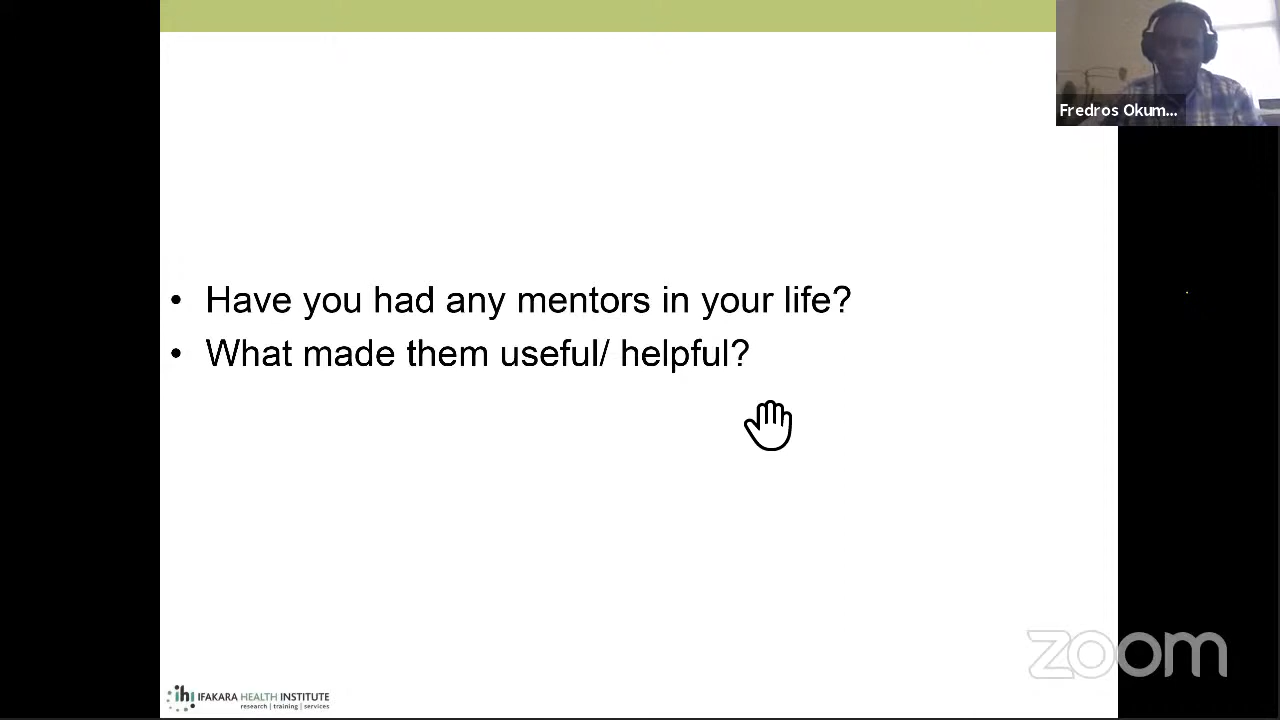 Fredros Okum...
• Have you had any mentors in your life?
• What made them useful/ helpful?
zoom
ihi IFAKARA HEALTH INSTITUTE
research | training | services